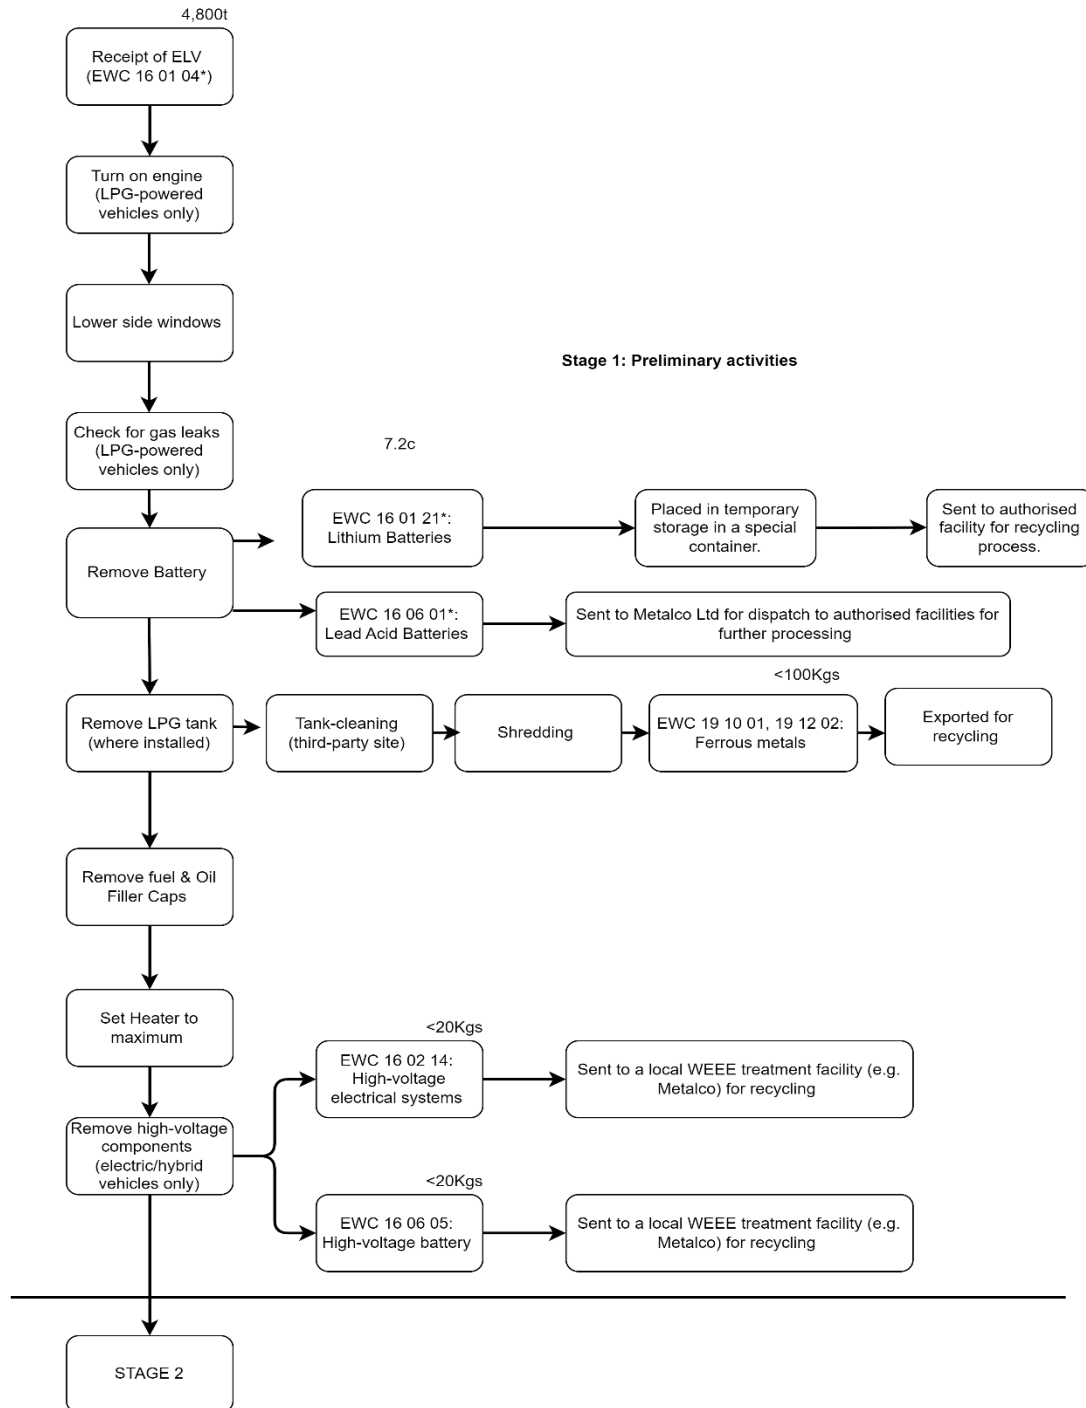 4,800t
Receipt of ELV
(EWC 16 01 04*)
Turn on engine
(LPG-powered
vehicles only)
Lower side windows
Stage 1: Preliminary activities
Check for gas leaks
(LPG-powered
vehicles only)
7.2c
Remove Battery
EWC 16 01 21*:
Lithium Batteries
Placed in temporary
storage in a special
container.
Sent to authorised
facility for recycling
process.
EWC 16 06 01*:
Lead Acid Batteries
Sent to Metalco Ltd for dispatch to authorised facilities for
further processing
Remove LPG tank
(where installed)
Tank-cleaning
(third-party site)
Shredding
<100Kgs
EWC 19 10 01, 19 12 02:
Ferrous metals
Exported for
recycling
Remove fuel & Oil
Filler Caps
Set Heater to
maximum
Remove high-voltage
components
(electric/hybrid
vehicles only)
<20Kgs
EWC 16 02 14:
High-voltage
electrical systems
Sent to a local WEEE treatment facility (e.g.
Metalco) for recycling
<20Kgs
EWC 16 06 05:
High-voltage battery
Sent to a local WEEE treatment facility (e.g.
Metalco) for recycling
STAGE 2